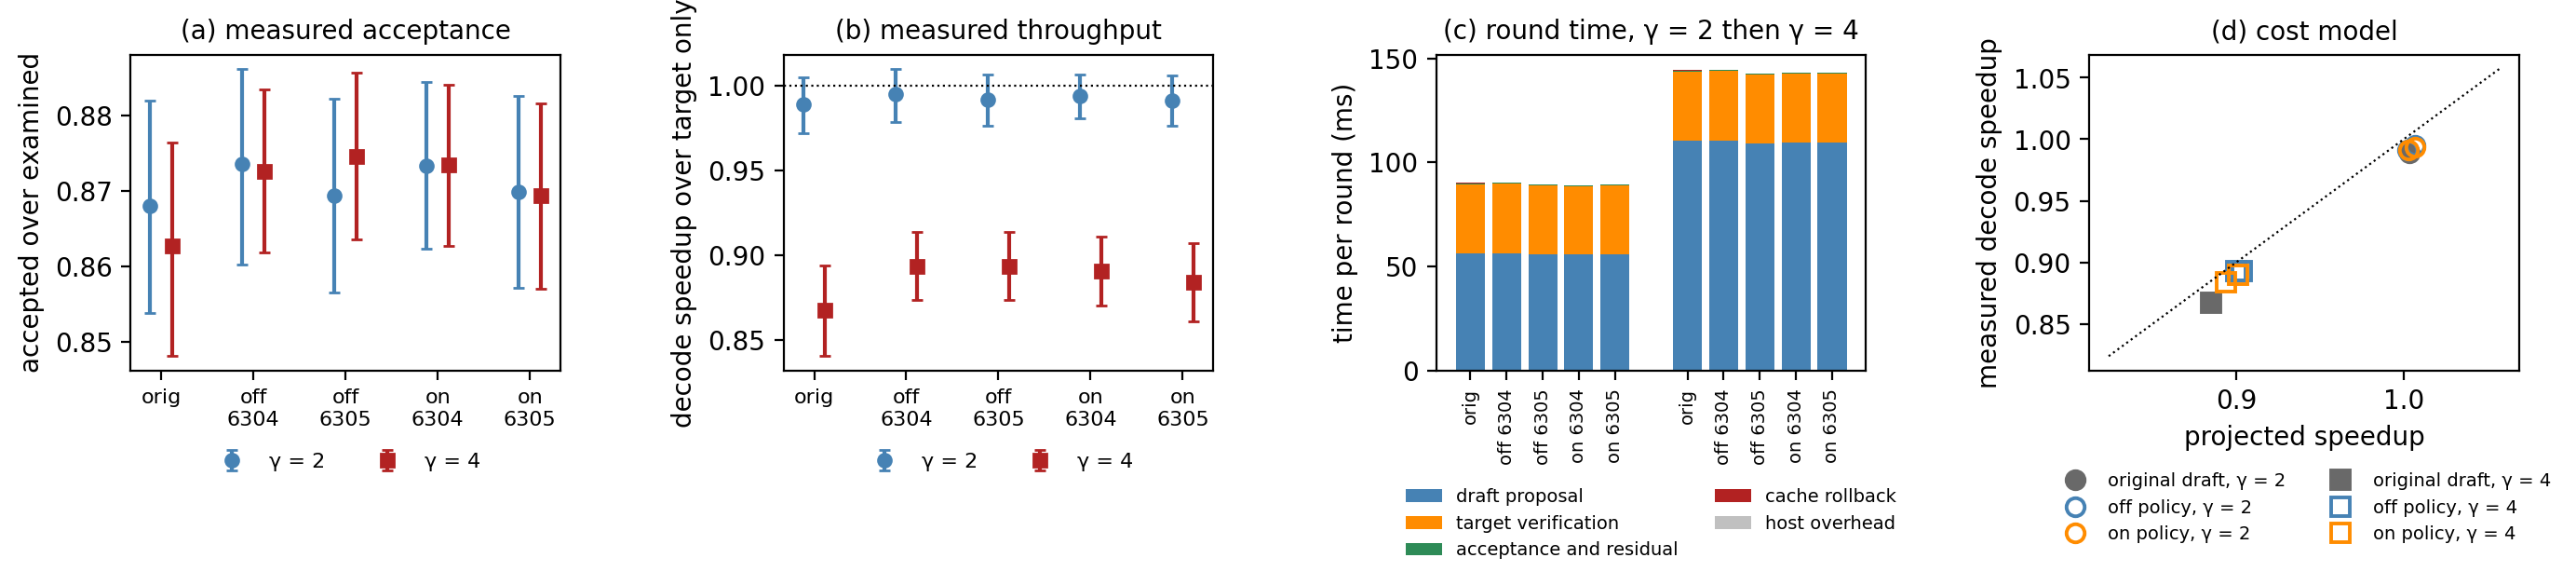 (a) measured acceptance
accepted over examined
0.88
0.87
0.86
0.85
orig
off
6304
off
6305
on
6304
on
6305
γ = 2
γ = 4
(b) measured throughput
decode speedup over target only
1.00
0.95
0.90
0.85
orig
off
6304
off
6305
on
6304
on
6305
γ = 2
γ = 4
(c) round time, γ = 2 then γ = 4
time per round (ms)
150
100
50
0
orig
off 6304
off 6305
on 6304
on 6305
orig
off 6304
off 6305
on 6304
on 6305
draft proposal
target verification
acceptance and residual
cache rollback
host overhead
(d) cost model
measured decode speedup
1.05
1.00
0.95
0.90
0.85
0.9
1.0
projected speedup
original draft, γ = 2
off policy, γ = 2
on policy, γ = 2
original draft, γ = 4
off policy, γ = 4
on policy, γ = 4